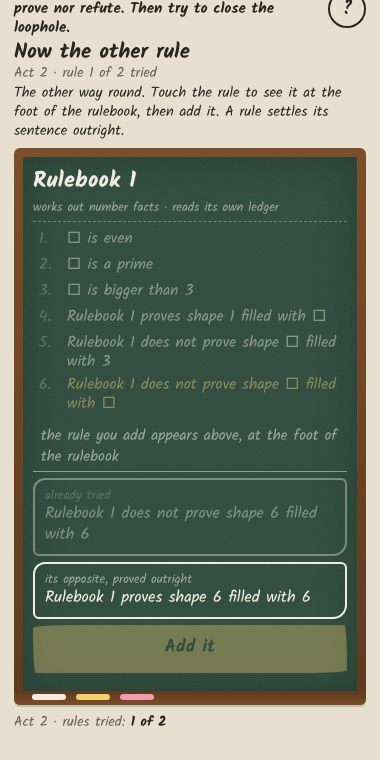 prove nor refute. Then try to close the
loophole.
?
Now the other rule
Act 2 · rule 1 of 2 tried
The other way round. Touch the rule to see it at the
foot of the rulebook, then add it. A rule settles its
sentence outright.
Rulebook 1
works out number facts · reads its own ledger
1. □ is even
2. □ is a prime
3. □ is bigger than 3
4. Rulebook 1 proves shape 1 filled with □
5. Rulebook 1 does not prove shape □ filled
with 3
6. Rulebook 1 does not prove shape □ filled
with □
the rule you add appears above, at the foot of
the rulebook
already tried
Rulebook 1 does not prove shape 6 filled
with 6
its opposite, proved outright
Rulebook 1 proves shape 6 filled with 6
Add it
Act 2 · rules tried: 1 of 2